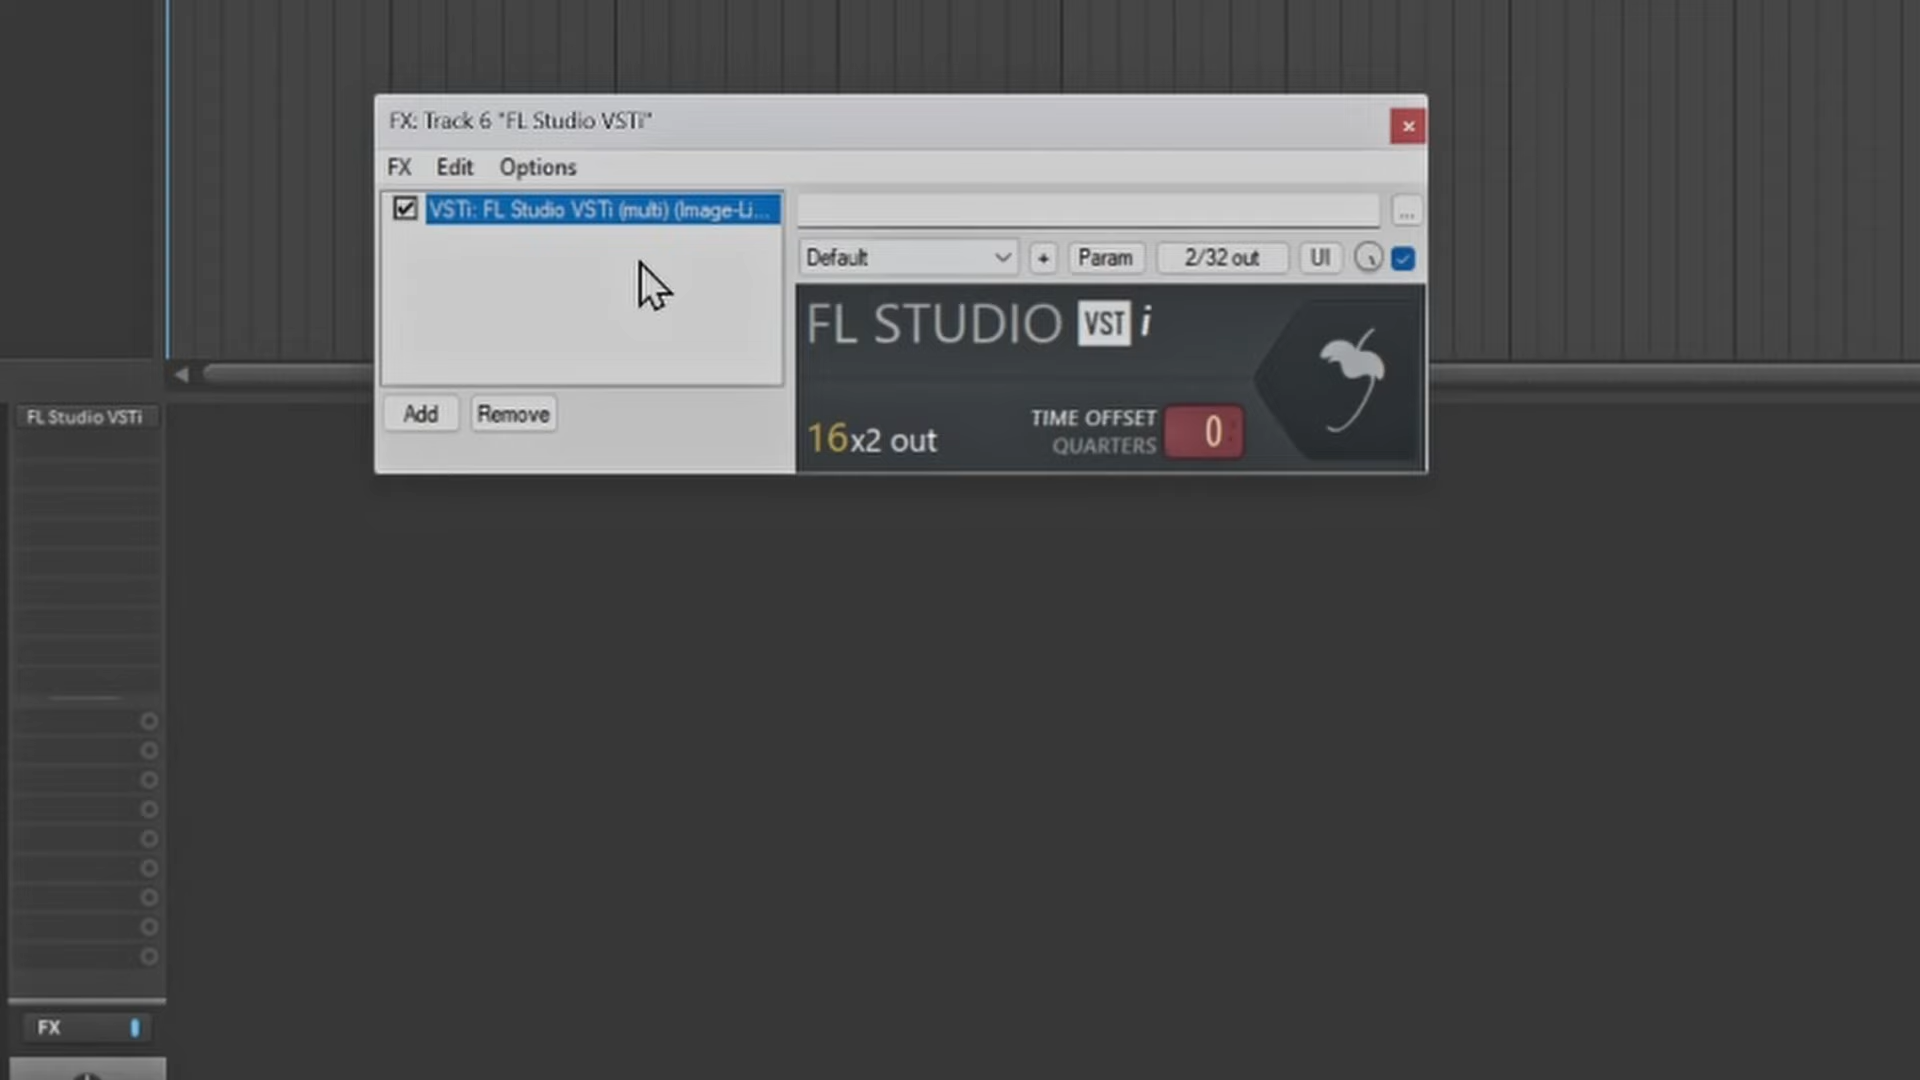 FX: Track 6 "FL Studio VSTi"
FX Edit Options
VSTi: FL Studio VSTi (multi) (Image-Li...
...
Default + Param 2/32 out UI
FL STUDIO VST i
TIME OFFSET
16x2 out QUARTERS 0
Add Remove
FL Studio VSTi
FX